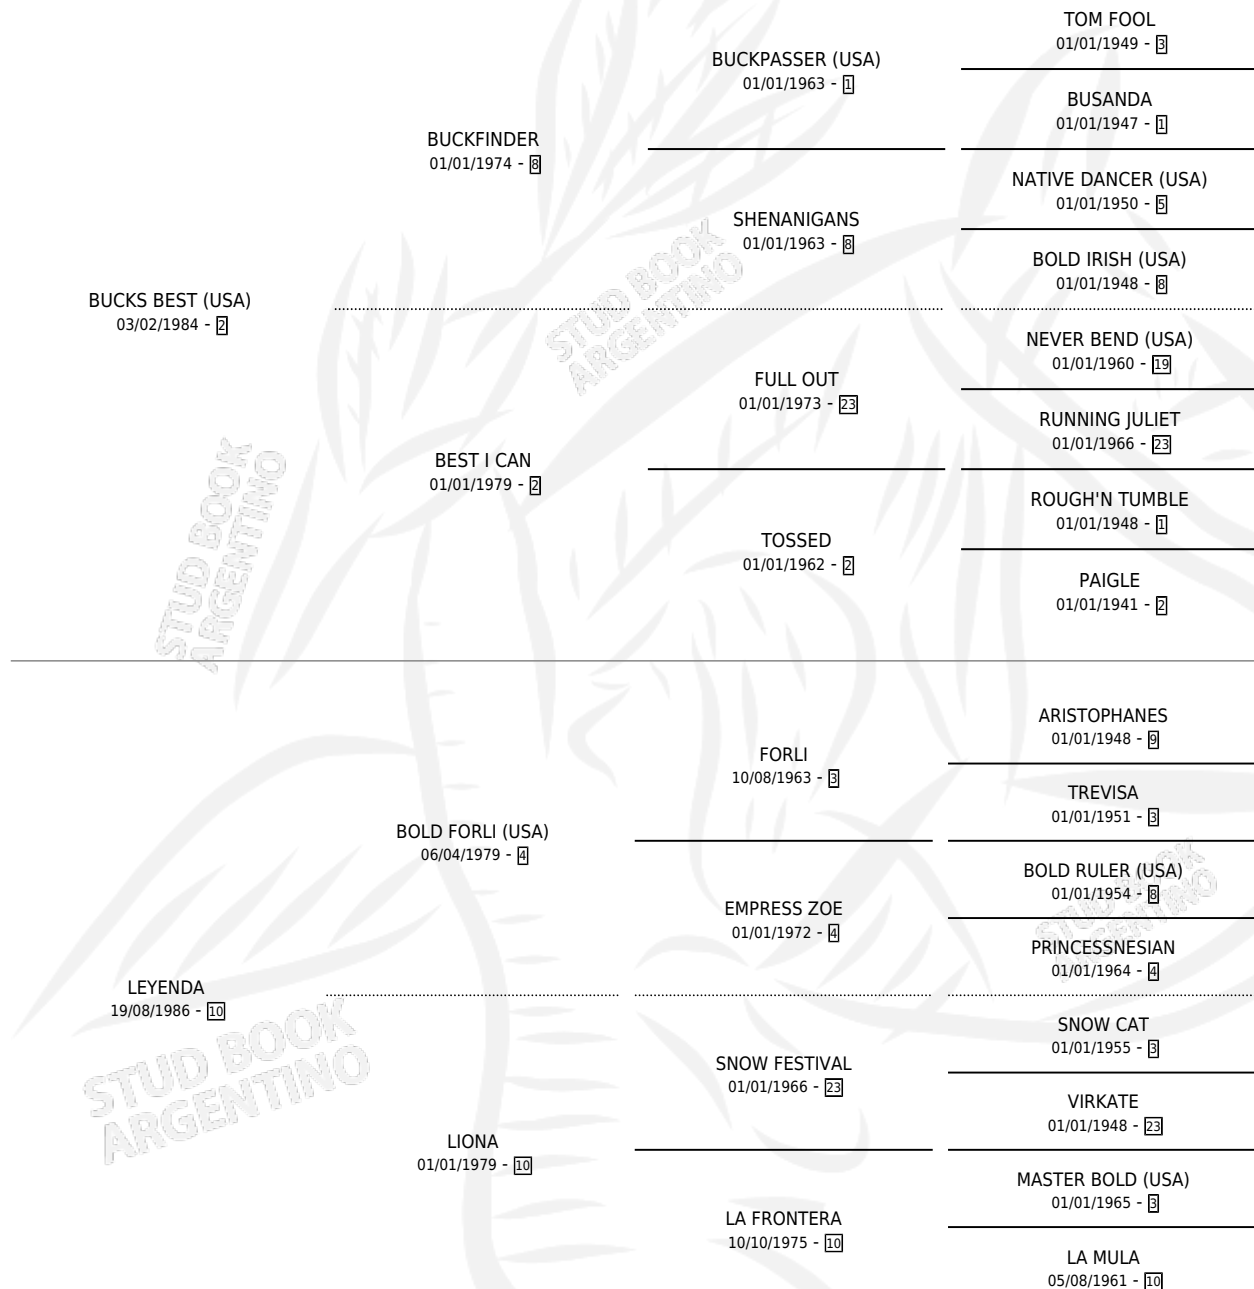 TOM FOOL
01/01/1949 - 3
BUCKPASSER (USA)
01/01/1963 - 1
BUSANDA
01/01/1947 - 1
BUCKFINDER
01/01/1974 - 8
NATIVE DANCER (USA)
01/01/1950 - 5
SHENANIGANS
01/01/1963 - 8
BOLD IRISH (USA)
01/01/1948 - 8
BUCKS BEST (USA)
03/02/1984 - 2
NEVER BEND (USA)
01/01/1960 - 19
FULL OUT
01/01/1973 - 23
RUNNING JULIET
01/01/1966 - 23
BEST I CAN
01/01/1979 - 2
ROUGH'N TUMBLE
01/01/1948 - 1
TOSSED
01/01/1962 - 2
PAIGLE
01/01/1941 - 2
ARISTOPHANES
01/01/1948 - 9
FORLI
10/08/1963 - 3
TREVISA
01/01/1951 - 3
BOLD FORLI (USA)
06/04/1979 - 4
BOLD RULER (USA)
01/01/1954 - 8
EMPRESS ZOE
01/01/1972 - 4
PRINCESSNESIAN
01/01/1964 - 4
LEYENDA
19/08/1986 - 10
SNOW CAT
01/01/1955 - 3
SNOW FESTIVAL
01/01/1966 - 23
VIRKATE
01/01/1948 - 23
LIONA
01/01/1979 - 10
MASTER BOLD (USA)
01/01/1965 - 3
LA FRONTERA
10/10/1975 - 10
LA MULA
05/08/1961 - 10
STUD BOOK
ARGENTINO
STUD BOOK
ARGENTINO
STUD BOOK
ARGENTINO
STUD BOOK
ARGENTINO